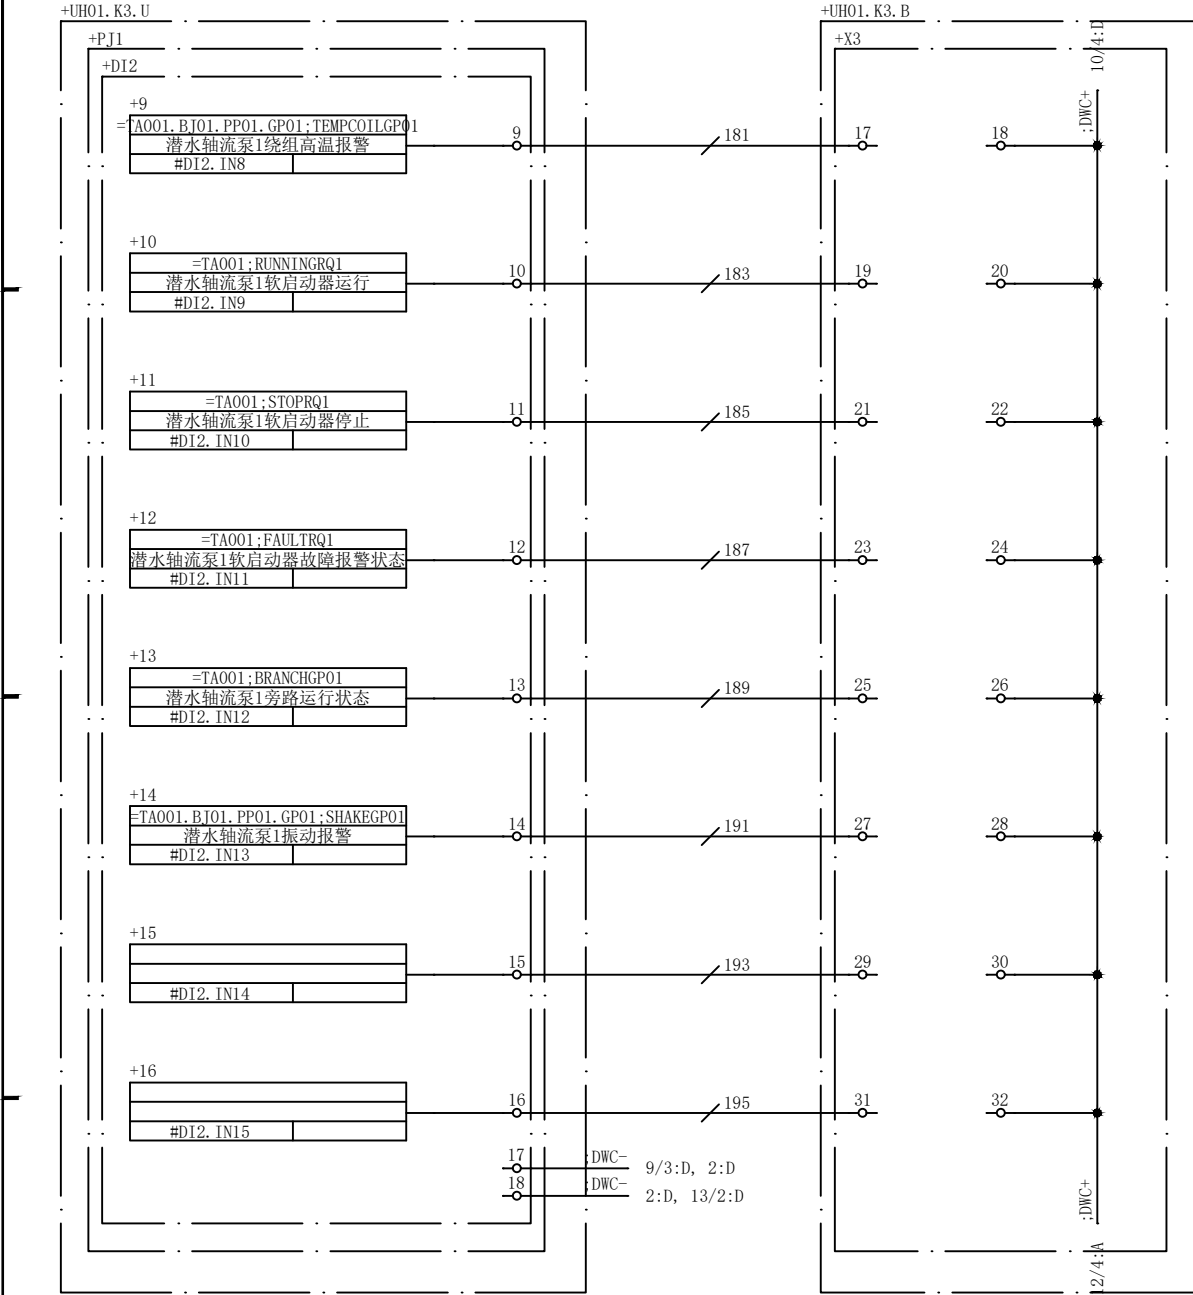 +UH01.K3.U
+UH01.K3.B
+PJ1
+X3
10/4:D
+DI2
;DWC+
+9
=TA001.BJ01.PP01.GP01;TEMPCOILGP01
潜水轴流泵1绕组高温报警
#DI2.IN8
9
181
17
18
+10
=TA001;RUNNINGRQ1
潜水轴流泵1软启动器运行
#DI2.IN9
10
183
19
20
+11
=TA001;STOPRQ1
潜水轴流泵1软启动器停止
#DI2.IN10
11
185
21
22
+12
=TA001;FAULTRQ1
潜水轴流泵1软启动器故障报警状态
#DI2.IN11
12
187
23
24
+13
=TA001;BRANCHGP01
潜水轴流泵1旁路运行状态
#DI2.IN12
13
189
25
26
+14
=TA001.BJ01.PP01.GP01;SHAKEGP01
潜水轴流泵1振动报警
#DI2.IN13
14
191
27
28
+15
#DI2.IN14
15
193
29
30
+16
#DI2.IN15
16
195
31
32
17
;DWC-
9/3:D, 2:D
18
;DWC-
2:D, 13/2:D
;DWC+
12/4:A